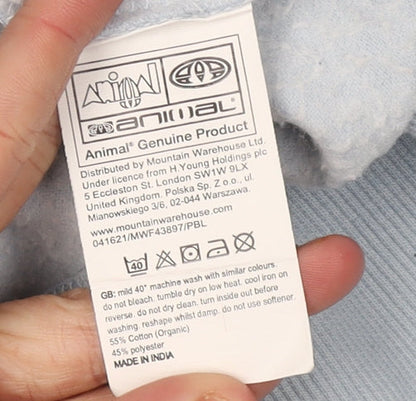 animal
animal
Animal® Genuine Product
Distributed by Mountain Warehouse Ltd.
Under licence from H.Young Holdings plc
5 Eccleston St. London SW1W 9LX
United Kingdom. Polska Sp. Z o.o., ul.
Mianowskiego 3/6, 02-044 Warszawa.
www.mountainwarehouse.com
041621/MWF43897/PBL
40
GB: mild 40° machine wash with similar colours.
do not bleach. tumble dry on low heat. cool iron on
reverse. do not dry clean. turn inside out before
washing. reshape whilst damp. do not wring.
55% Cotton (Organic)
45% polyester
MADE IN INDIA